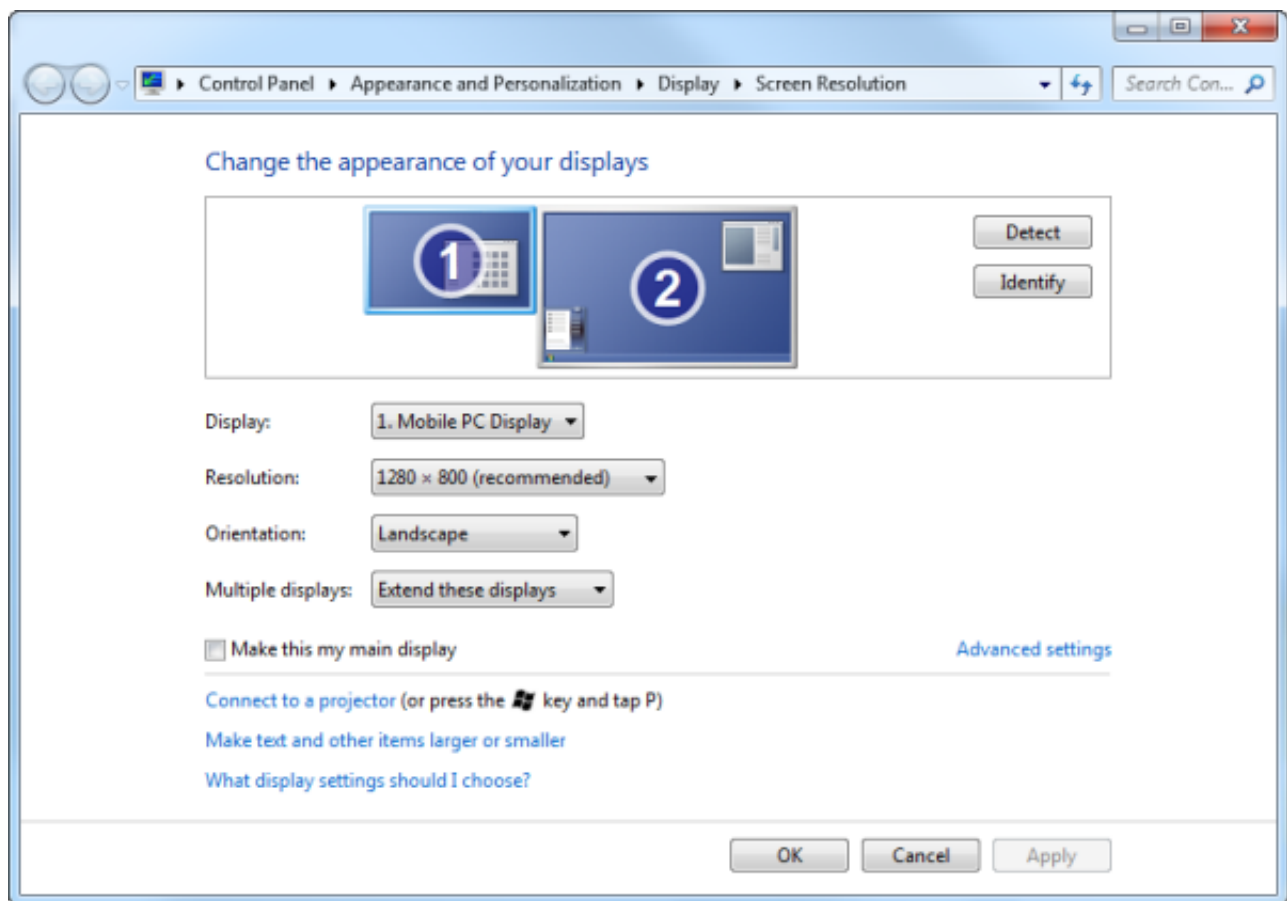 Control Panel Appearance and Personalization Display Screen Resolution Search Con...
Change the appearance of your displays
1 2
Detect
Identify
Display: 1. Mobile PC Display
Resolution: 1280 × 800 (recommended)
Orientation: Landscape
Multiple displays: Extend these displays
Make this my main display Advanced settings
Connect to a projector (or press the key and tap P)
Make text and other items larger or smaller
What display settings should I choose?
OK Cancel Apply